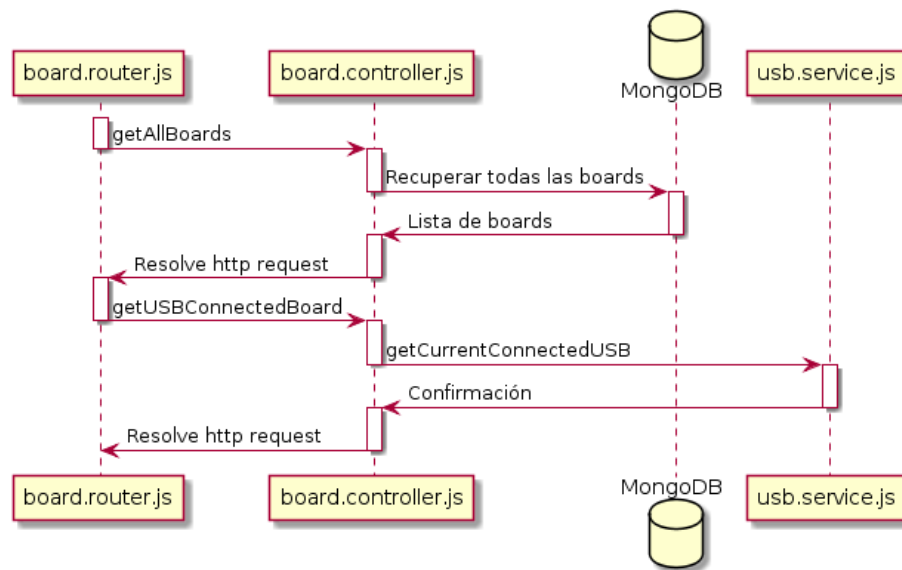 board.router.js
board.controller.js
MongoDB
usb.service.js
getAllBoards
Recuperar todas las boards
Lista de boards
Resolve http request
getUSBConnectedBoard
getCurrentConnectedUSB
Confirmación
Resolve http request
board.router.js
board.controller.js
MongoDB
usb.service.js